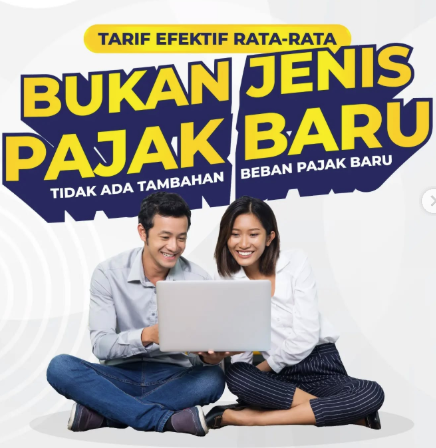 TARIF EFEKTIF RATA-RATA
BUKAN JENIS
PAJAK BARU
TIDAK ADA TAMBAHAN BEBAN PAJAK BARU